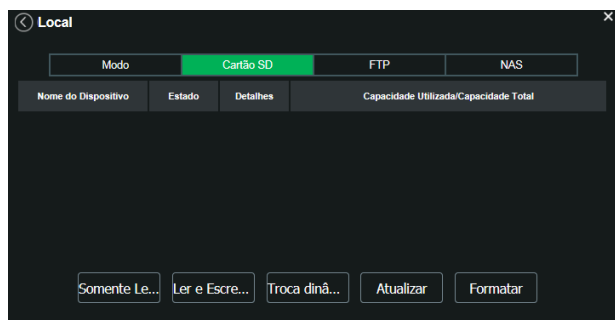 Local
×
Modo Cartão SD FTP NAS
Nome do Dispositivo Estado Detalhes Capacidade Utilizada/Capacidade Total
Somente Le... Ler e Escre... Troca dinâ... Atualizar Formatar